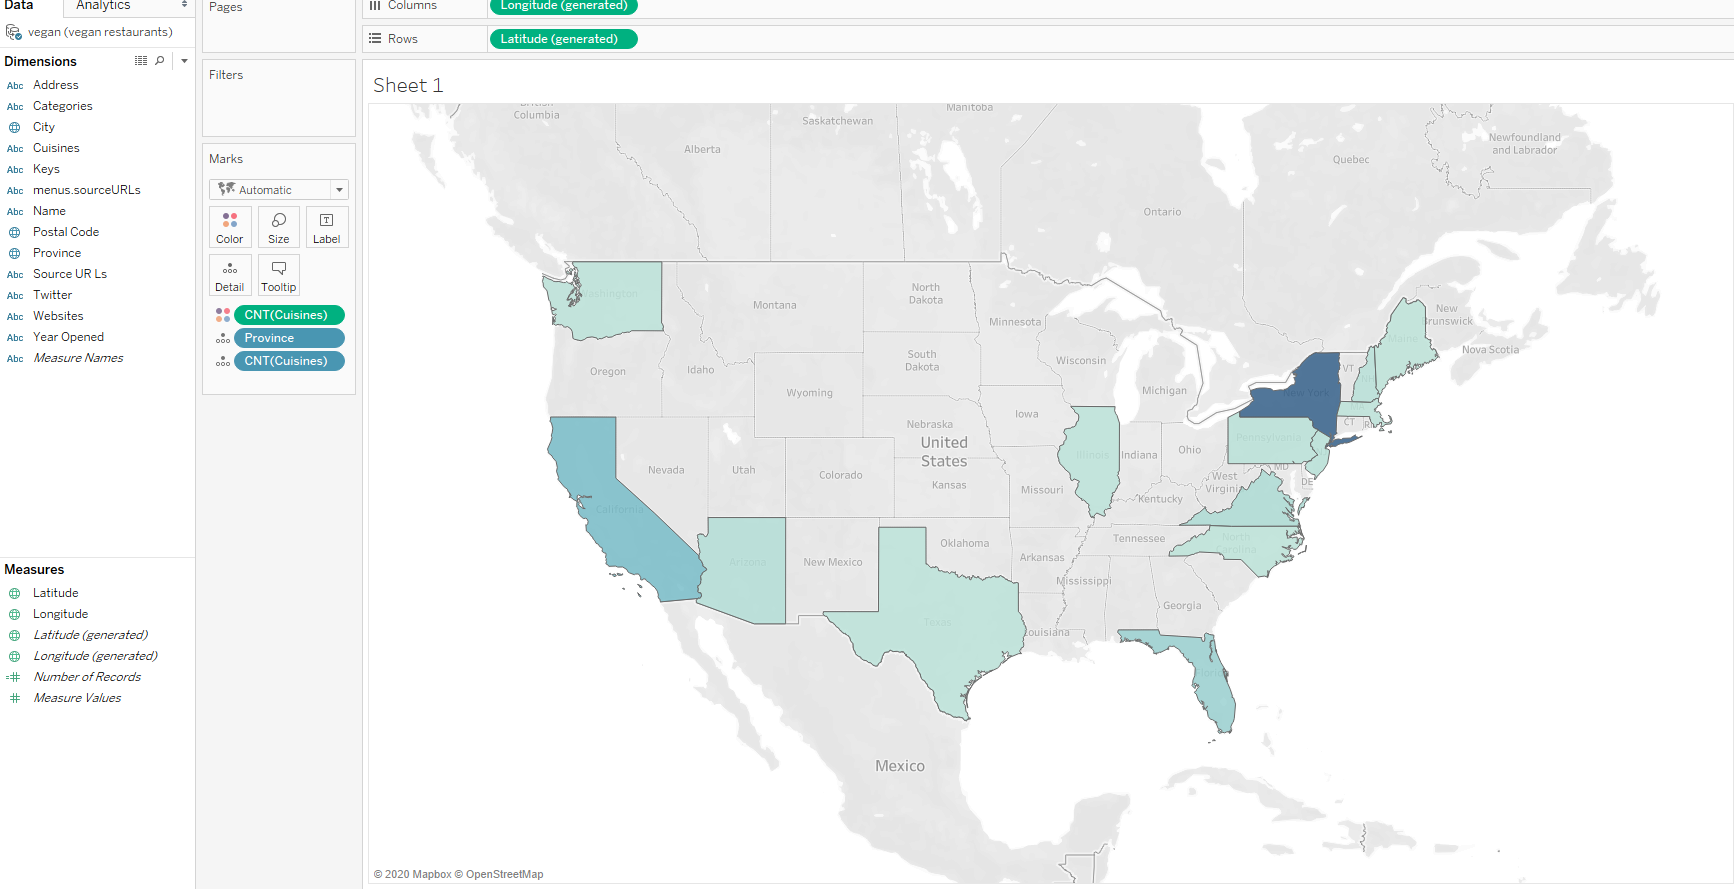 Data
Analytics
vegan (vegan restaurants)
Dimensions
Abc Address
Abc Categories
City
Abc Cuisines
Abc Keys
Abc menus.sourceURLs
Abc Name
Postal Code
Province
Abc Source UR Ls
Abc Twitter
Abc Websites
Abc Year Opened
Abc Measure Names
Measures
Latitude
Longitude
Latitude (generated)
Longitude (generated)
Number of Records
Measure Values
Pages
Filters
Marks
Automatic
Color
Size
Label
Detail
Tooltip
CNT(Cuisines)
Province
CNT(Cuisines)
Columns
Longitude (generated)
Rows
Latitude (generated)
Sheet 1
British
Columbia
Alberta
Saskatchewan
Manitoba
Ontario
Quebec
Newfoundland
and Labrador
New
Brunswick
Nova Scotia
Washington
Montana
North
Dakota
Minnesota
Maine
Oregon
Idaho
South
Dakota
Wisconsin
Michigan
VT
New York
Wyoming
Iowa
Nebraska
CT
Pennsylvania
United
States
Illinois
Indiana
Ohio
MD
DE
Nevada
Utah
Colorado
Kansas
Missouri
West
Virginia
Kentucky
California
Oklahoma
Tennessee
North
Carolina
Arizona
New Mexico
Arkansas
Mississippi
Georgia
Texas
Louisiana
Florida
Mexico
© 2020 Mapbox © OpenStreetMap